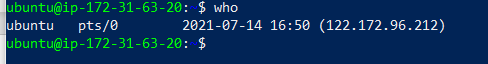 ubuntu@ip-172-31-63-20:~$ who
ubuntu   pts/0        2021-07-14 16:50 (122.172.96.212)
ubuntu@ip-172-31-63-20:~$